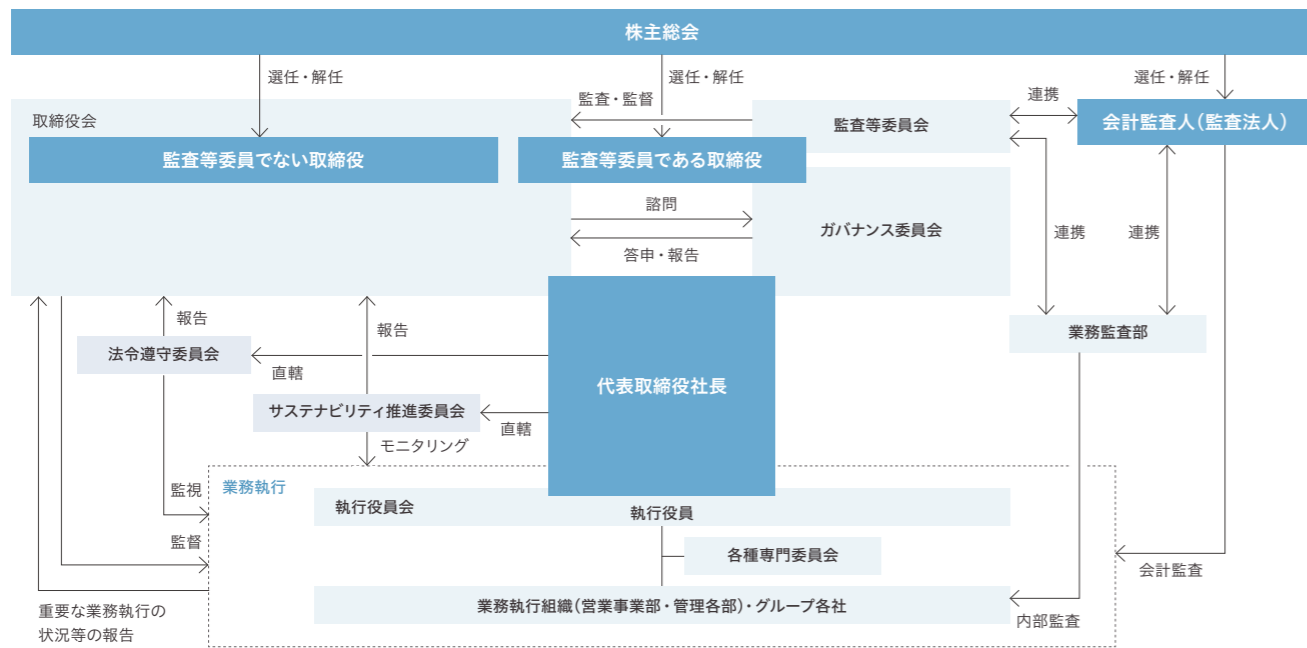 株主総会
選任・解任
選任・解任
選任・解任
監査・監督
連携
取締役会
監査等委員会
会計監査人(監査法人)
監査等委員でない取締役
監査等委員である取締役
諮問
ガバナンス委員会
連携
連携
答申・報告
報告
報告
業務監査部
法令遵守委員会
直轄
代表取締役社長
サステナビリティ推進委員会
直轄
モニタリング
業務執行
監視
執行役員会
執行役員
監督
各種専門委員会
会計監査
重要な業務執行の
状況等の報告
業務執行組織(営業事業部・管理各部)・グループ各社
内部監査